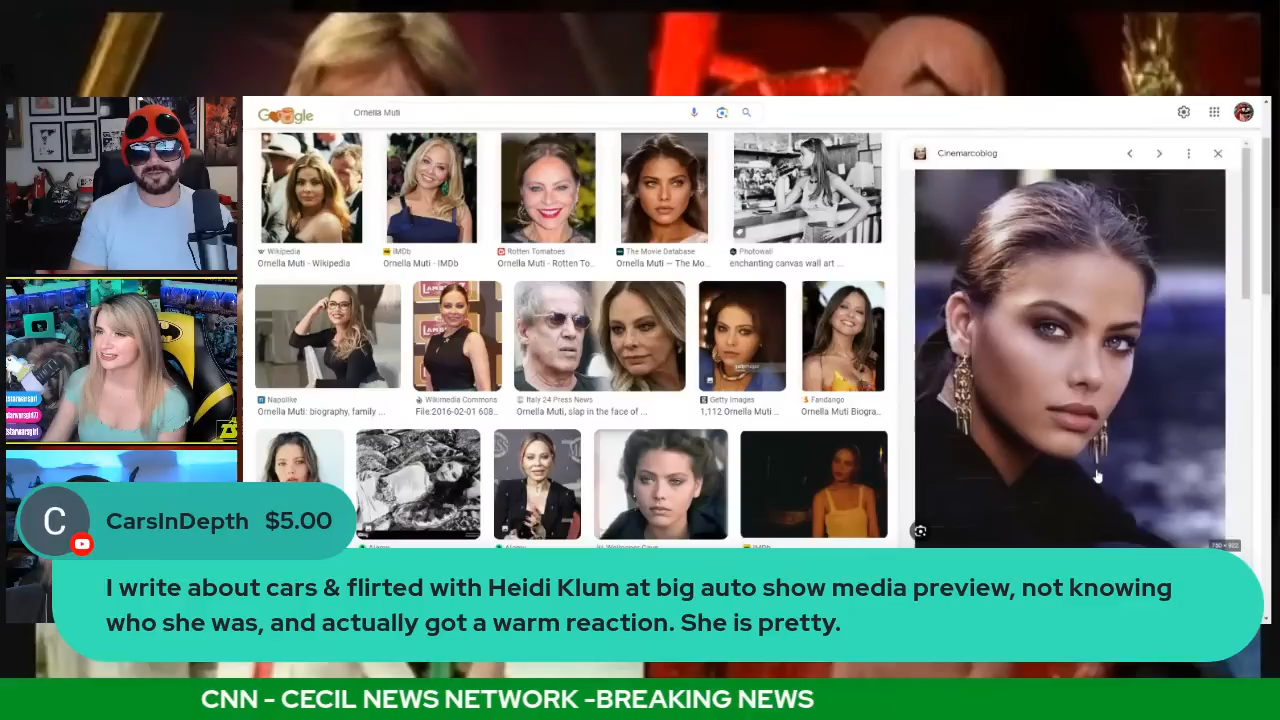 Google
Ornella Muti
Cinemarcoblog
Wikipedia
Ornella Muti - Wikipedia
IMDb
Ornella Muti - IMDb
Rotten Tomatoes
Ornella Muti - Rotten To...
The Movie Database
Ornella Muti — The Mo...
Photowall
enchanting canvas wall art ...
Napolike
Ornella Muti: biography, family ...
Wikimedia Commons
File:2016-02-01 608...
Italy 24 Press News
Ornella Muti, slap in the face of ...
Getty Images
1,112 Ornella Muti ...
Fandango
Ornella Muti Biogra...
C
CarsInDepth $5.00
I write about cars & flirted with Heidi Klum at big auto show media preview, not knowing
who she was, and actually got a warm reaction. She is pretty.
CNN - CECIL NEWS NETWORK -BREAKING NEWS